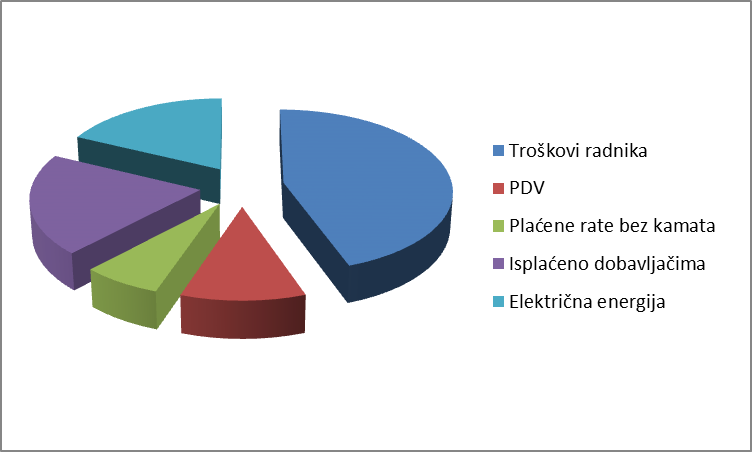 Troškovi radnika
PDV
Plaćene rate bez kamata
Isplaćeno dobavljačima
Električna energija